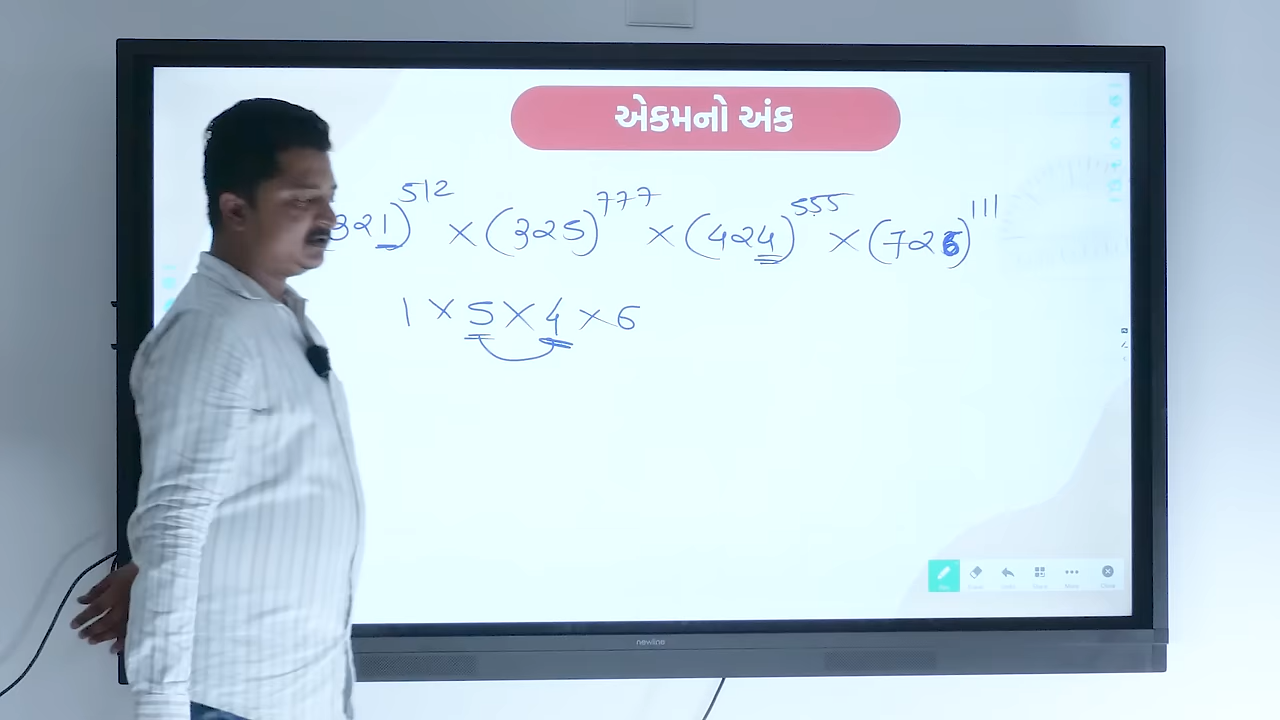 એકમનો અંક
321)^512 × (325)^777 × (424)^555 × (726)^111
1 × 5 × 4 × 6
newline